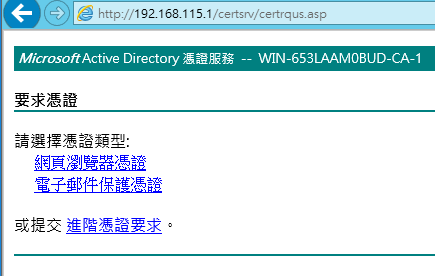 http://192.168.115.1/certsrv/certrqus.asp
Microsoft Active Directory 憑證服務 -- WIN-653LAAM0BUD-CA-1
要求憑證
請選擇憑證類型:
網頁瀏覽器憑證
電子郵件保護憑證
或提交 進階憑證要求。